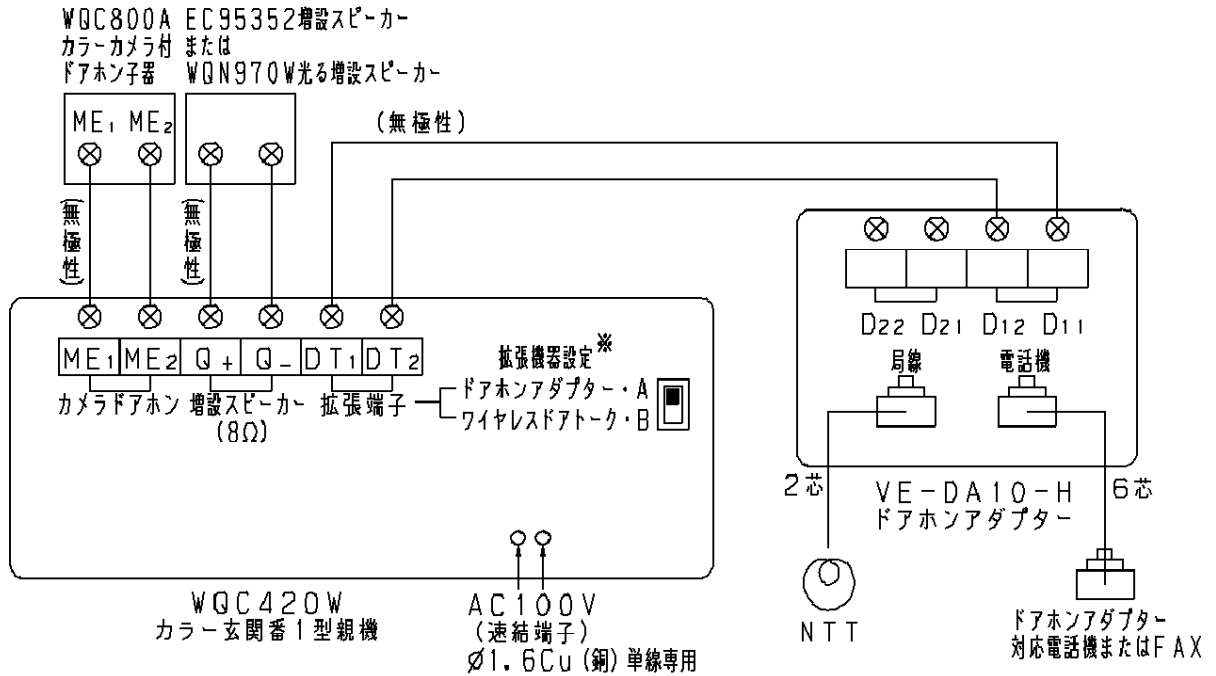 WQC800A
カラーカメラ付
ドアホン子器
EC95352増設スピーカー
または
WQN970W光る増設スピーカー
ME1 ME2
(無極性)
(無極性)
(無極性)
ME1 ME2 Q+ Q- DT1 DT2
カメラドアホン 増設スピーカー 拡張端子
(8Ω)
拡張機器設定※
ドアホンアダプター・A
ワイヤレスドアトーク・B
WQC420W
カラー玄関番1型親機
AC100V
(速結端子)
Ø1.6Cu(銅)単線専用
D22 D21 D12 D11
局線 電話機
2芯
VE-DA10-H
ドアホンアダプター
6芯
NTT
ドアホンアダプター
対応電話機またはFAX